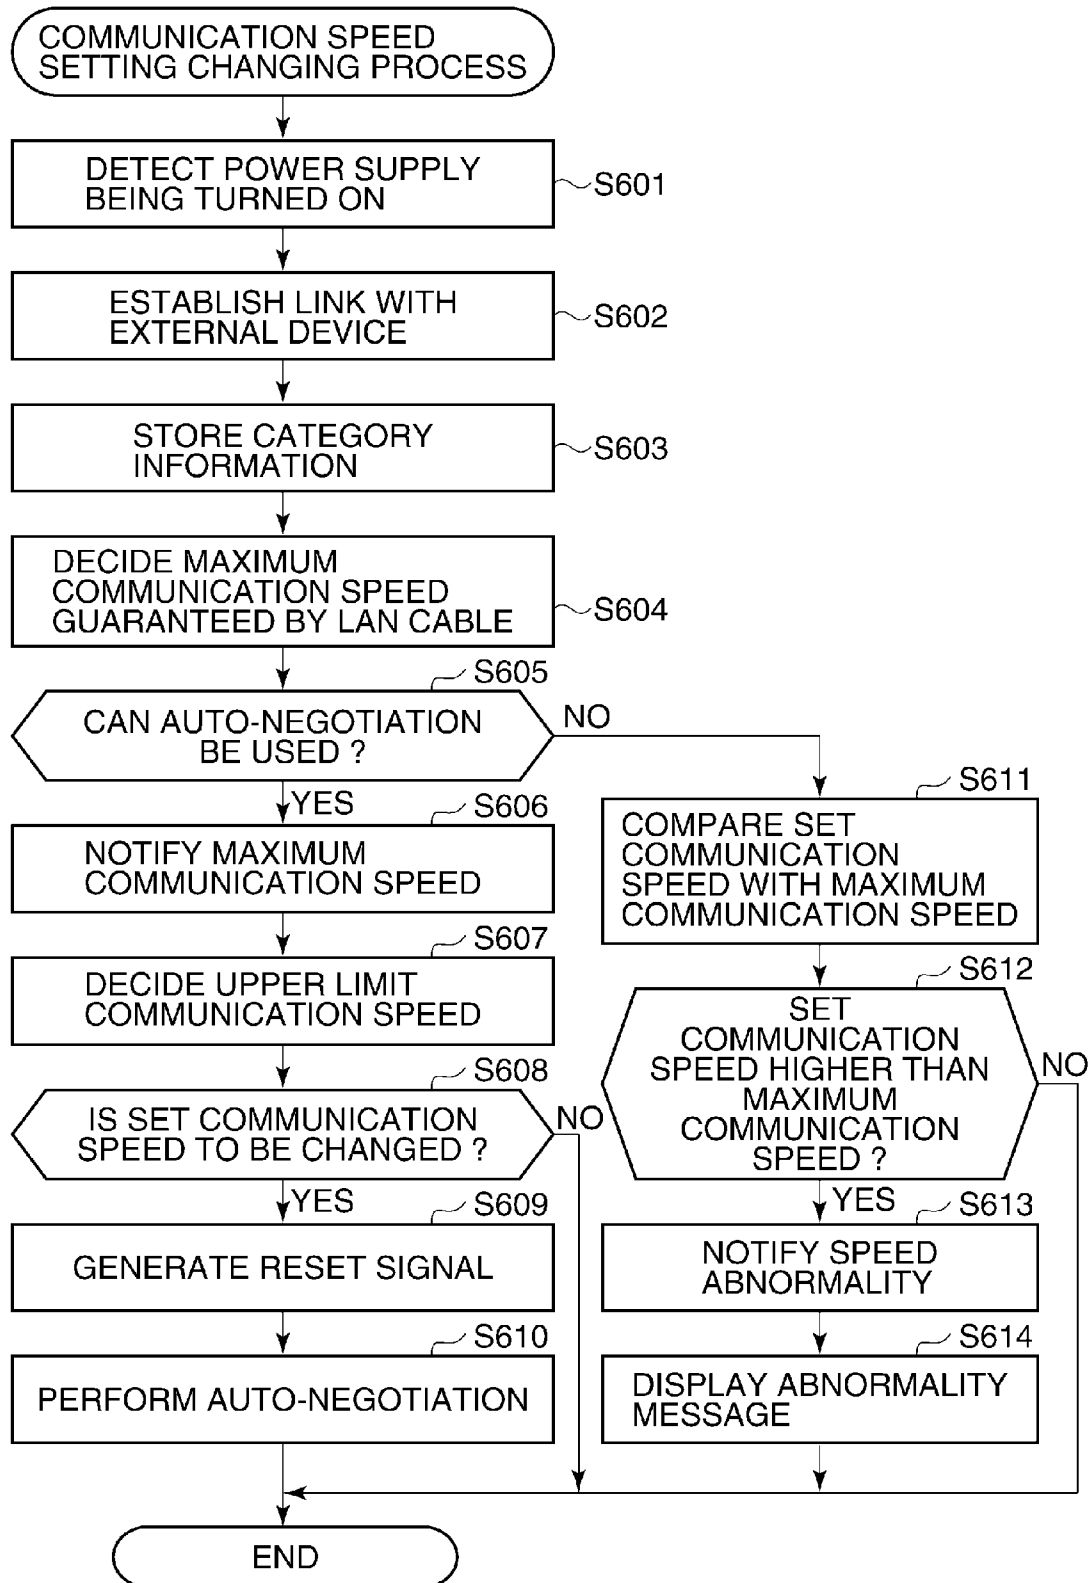 COMMUNICATION SPEED
SETTING CHANGING PROCESS
DETECT POWER SUPPLY
BEING TURNED ON
S601
ESTABLISH LINK WITH
EXTERNAL DEVICE
S602
STORE CATEGORY
INFORMATION
S603
DECIDE MAXIMUM
COMMUNICATION SPEED
GUARANTEED BY LAN CABLE
S604
S605
CAN AUTO-NEGOTIATION
BE USED ?
NO
YES
S606
NOTIFY MAXIMUM
COMMUNICATION SPEED
S607
DECIDE UPPER LIMIT
COMMUNICATION SPEED
S608
IS SET COMMUNICATION
SPEED TO BE CHANGED ?
NO
YES
S609
GENERATE RESET SIGNAL
S610
PERFORM AUTO-NEGOTIATION
S611
COMPARE SET
COMMUNICATION
SPEED WITH MAXIMUM
COMMUNICATION SPEED
S612
SET
COMMUNICATION
SPEED HIGHER THAN
MAXIMUM
COMMUNICATION
SPEED ?
NO
YES
S613
NOTIFY SPEED
ABNORMALITY
S614
DISPLAY ABNORMALITY
MESSAGE
END